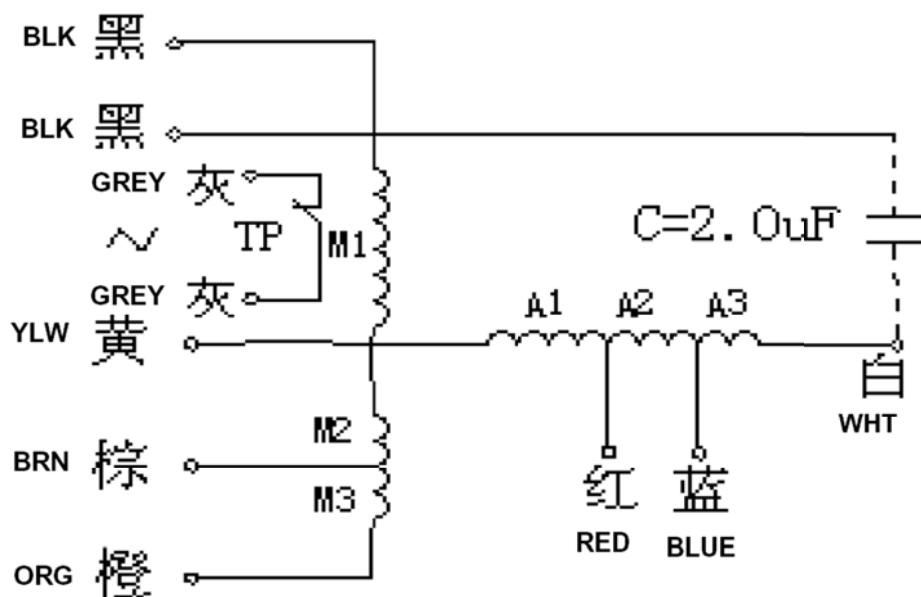 BLK 黑
BLK 黑
GREY 灰
TP
M1
C=2.0uF
GREY 灰
A1 A2 A3
YLW 黄
白
WHT
M2
BRN 棕
M3
红 蓝
RED BLUE
ORG 橙